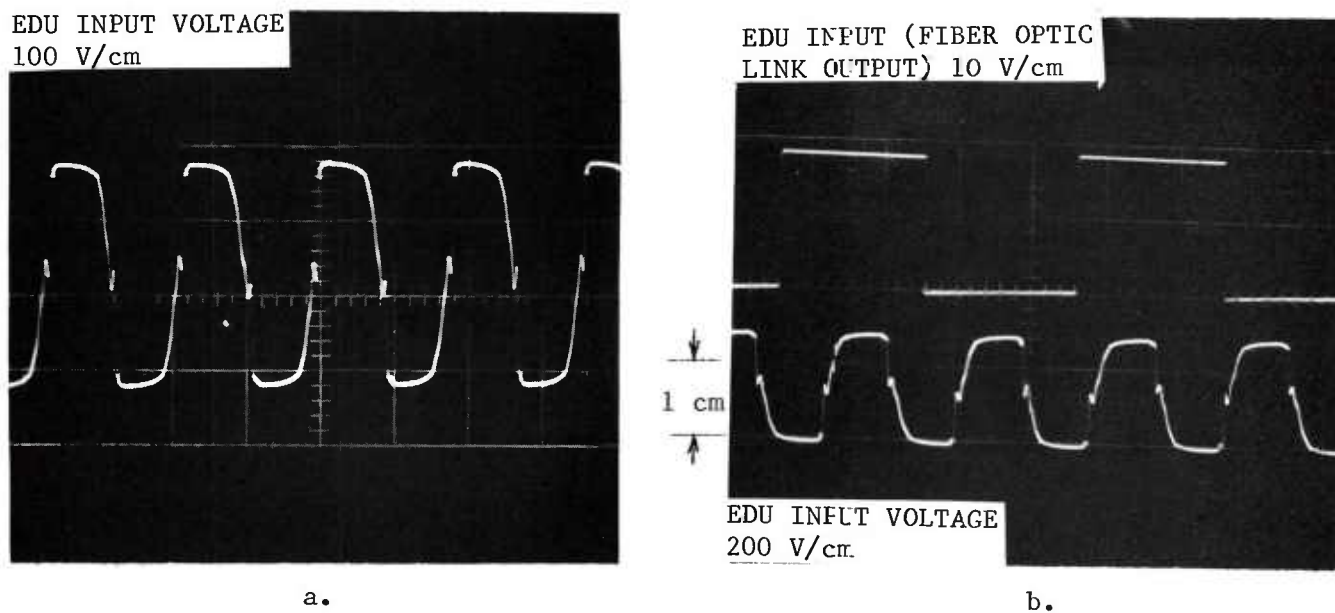 EDU INPUT VOLTAGE
100 V/cm
EDU INPUT (FIBER OPTIC
LINK OUTPUT) 10 V/cm
1 cm
EDU INPUT VOLTAGE
200 V/cm
a.
b.